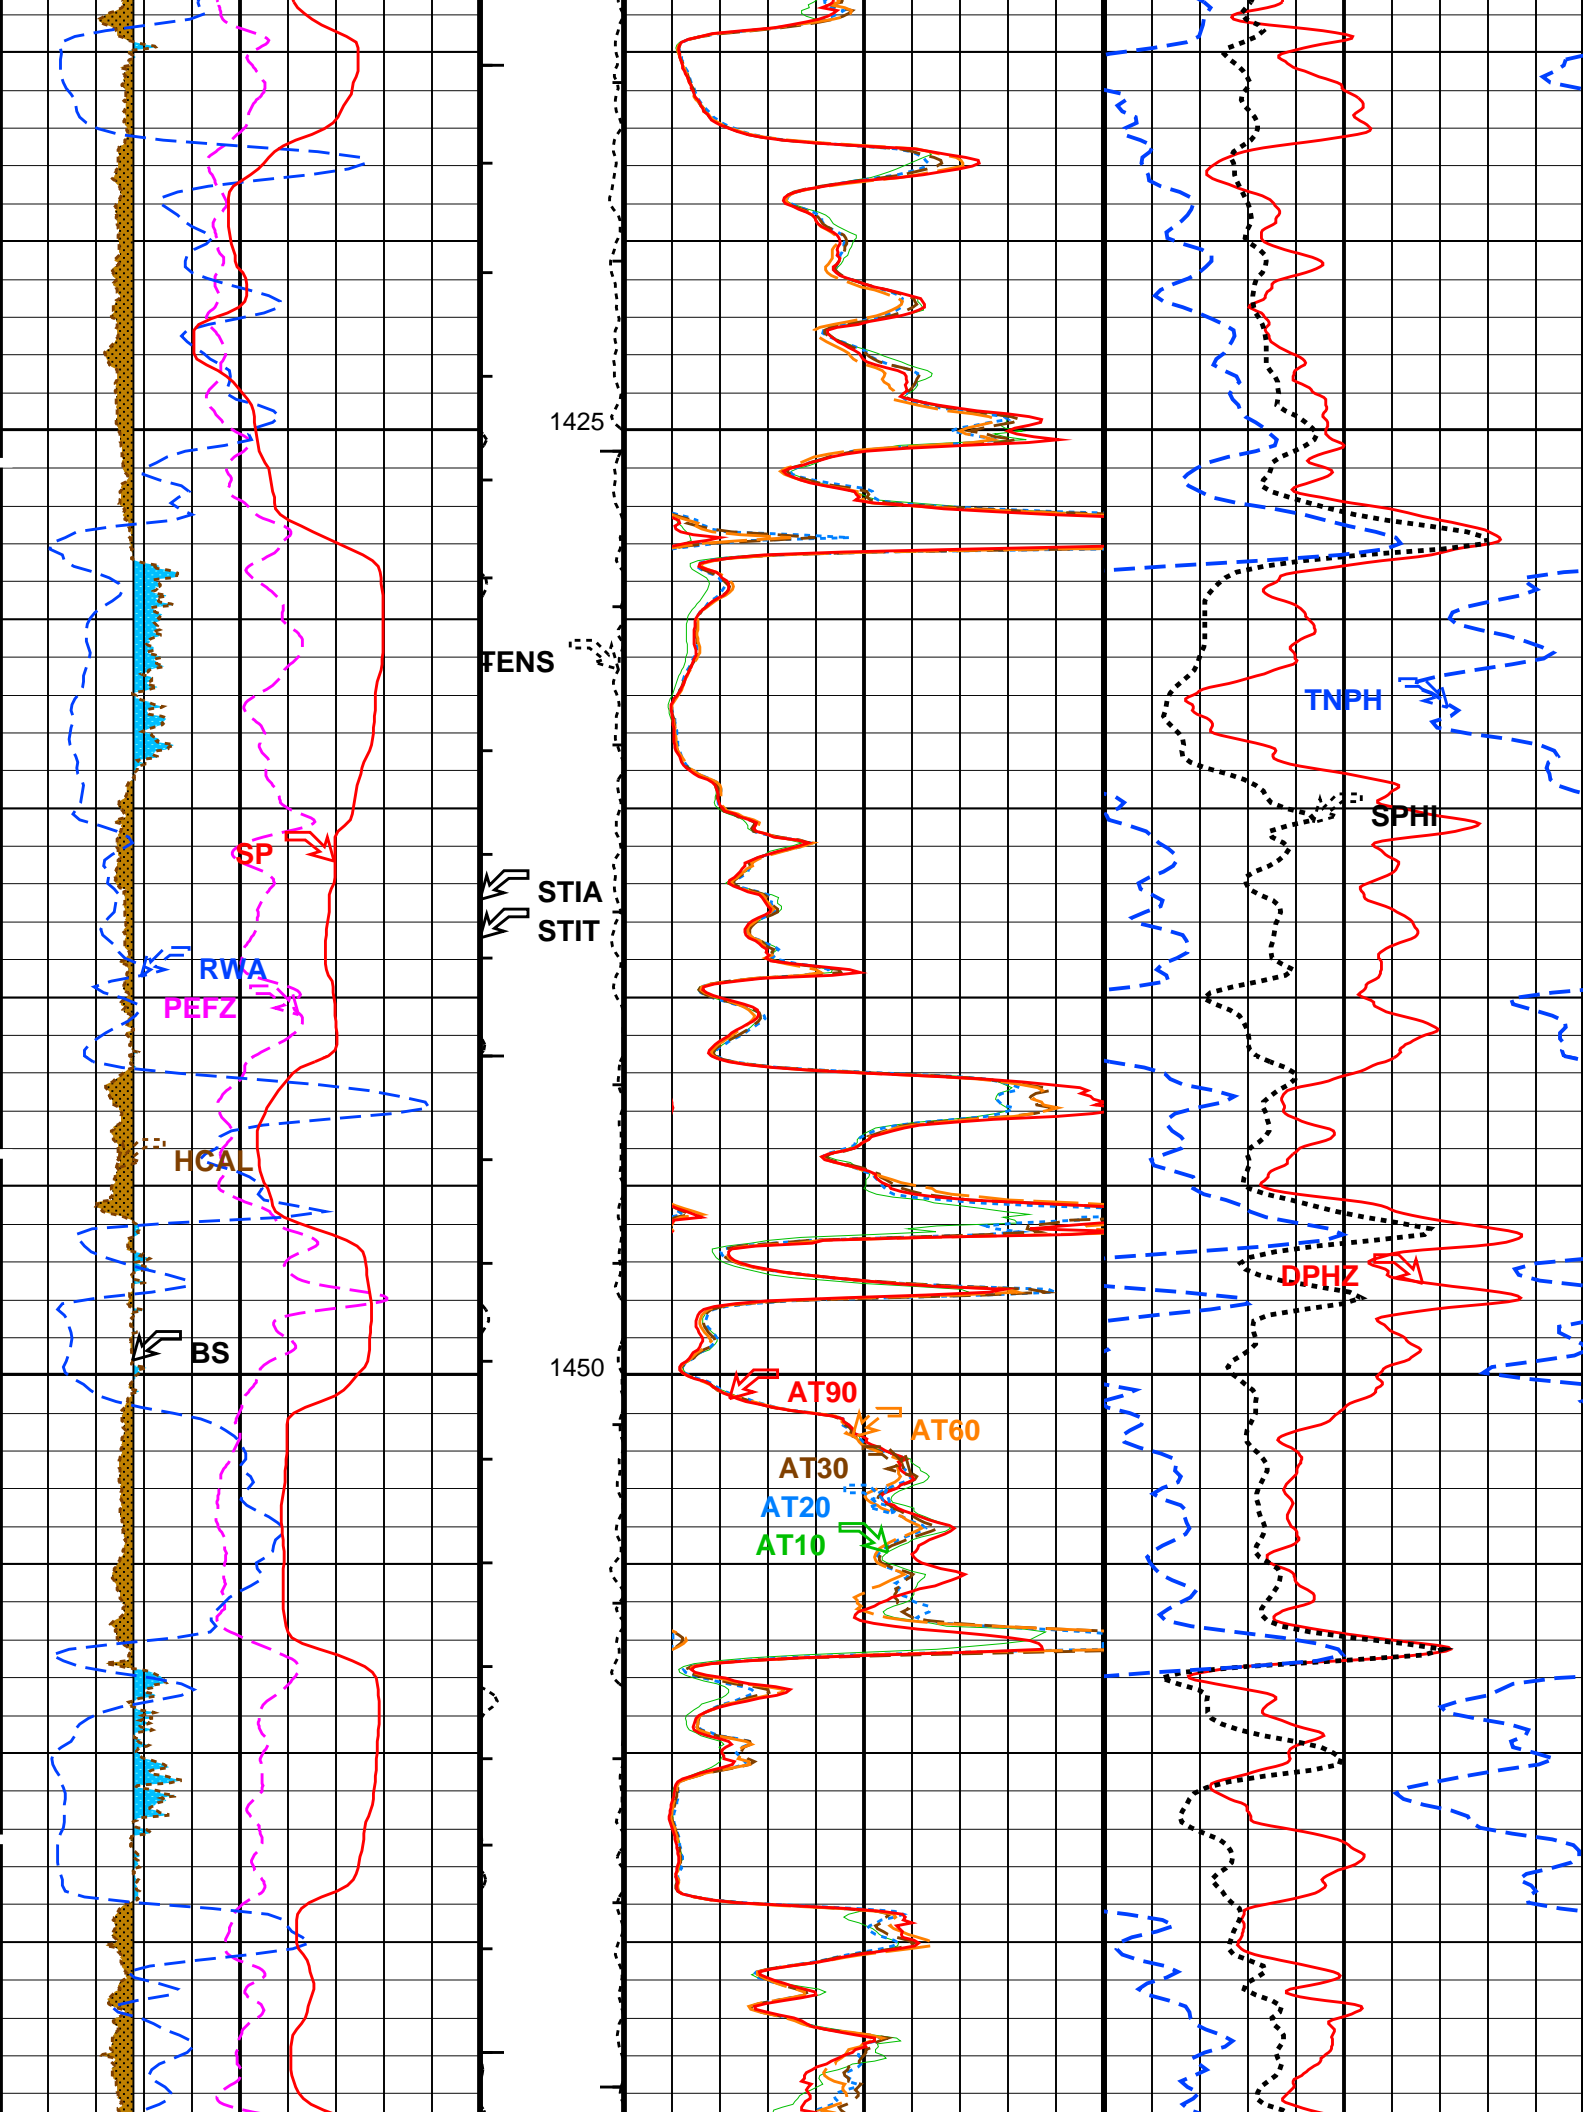 1425
TENS
TNPH
SPHI
SP
STIA
STIT
RWA
PEFZ
HCAL
DPHZ
BS
1450
AT90
AT60
AT30
AT20
AT10